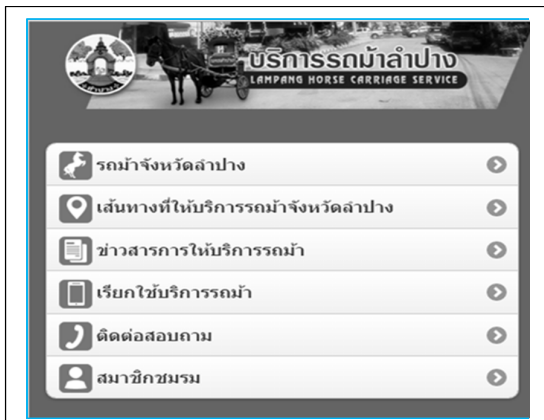 บริการรถม้าลำปาง
LAMPANG HORSE CARRIAGE SERVICE
รถม้าจังหวัดลำปาง
เส้นทางที่ให้บริการรถม้าจังหวัดลำปาง
ข่าวสารการให้บริการรถม้า
เรียกใช้บริการรถม้า
ติดต่อสอบถาม
สมาชิกชมรม